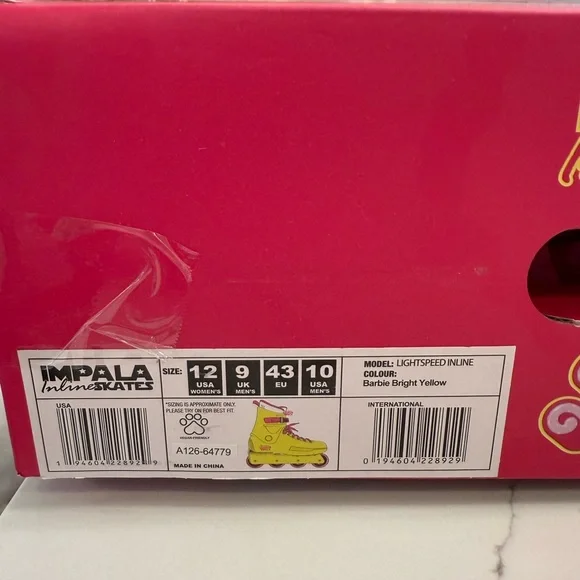 IMPALA
Inline SKATES
SIZE: 12 USA WOMEN'S 9 UK MEN'S 43 EU 10 USA MEN'S
MODEL: LIGHTSPEED INLINE
COLOUR:
Barbie Bright Yellow
USA
1 94604 22892 9
*SIZING IS APPROXIMATE ONLY,
PLEASE TRY ON FOR BEST FIT.
VEGAN FRIENDLY
A126-64779
MADE IN CHINA
INTERNATIONAL
0 194604 228929